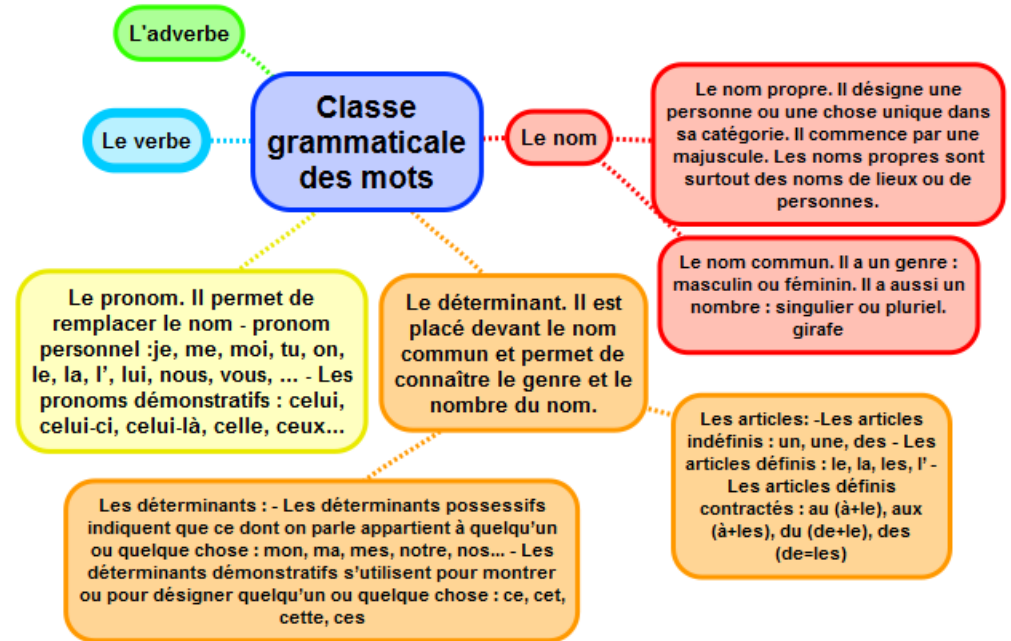 L'adverbe
Classe
grammaticale
des mots
Le verbe
Le nom
Le nom propre. Il désigne une
personne ou une chose unique dans
sa catégorie. Il commence par une
majuscule. Les noms propres sont
surtout des noms de lieux ou de
personnes.
Le nom commun. Il a un genre :
masculin ou féminin. Il a aussi un
nombre : singulier ou pluriel.
girafe
Le pronom. Il permet de
remplacer le nom - pronom
personnel :je, me, moi, tu, on,
le, la, l', lui, nous, vous, ... - Les
pronoms démonstratifs : celui,
celui-ci, celui-là, celle, ceux...
Le déterminant. Il est
placé devant le nom
commun et permet de
connaître le genre et le
nombre du nom.
Les articles: -Les articles
indéfinis : un, une, des - Les
articles définis : le, la, les, l' -
Les articles définis
contractés : au (à+le), aux
(à+les), du (de+le), des
(de=les)
Les déterminants : - Les déterminants possessifs
indiquent que ce dont on parle appartient à quelqu'un
ou quelque chose : mon, ma, mes, notre, nos... - Les
déterminants démonstratifs s'utilisent pour montrer
ou pour désigner quelqu'un ou quelque chose : ce, cet,
cette, ces